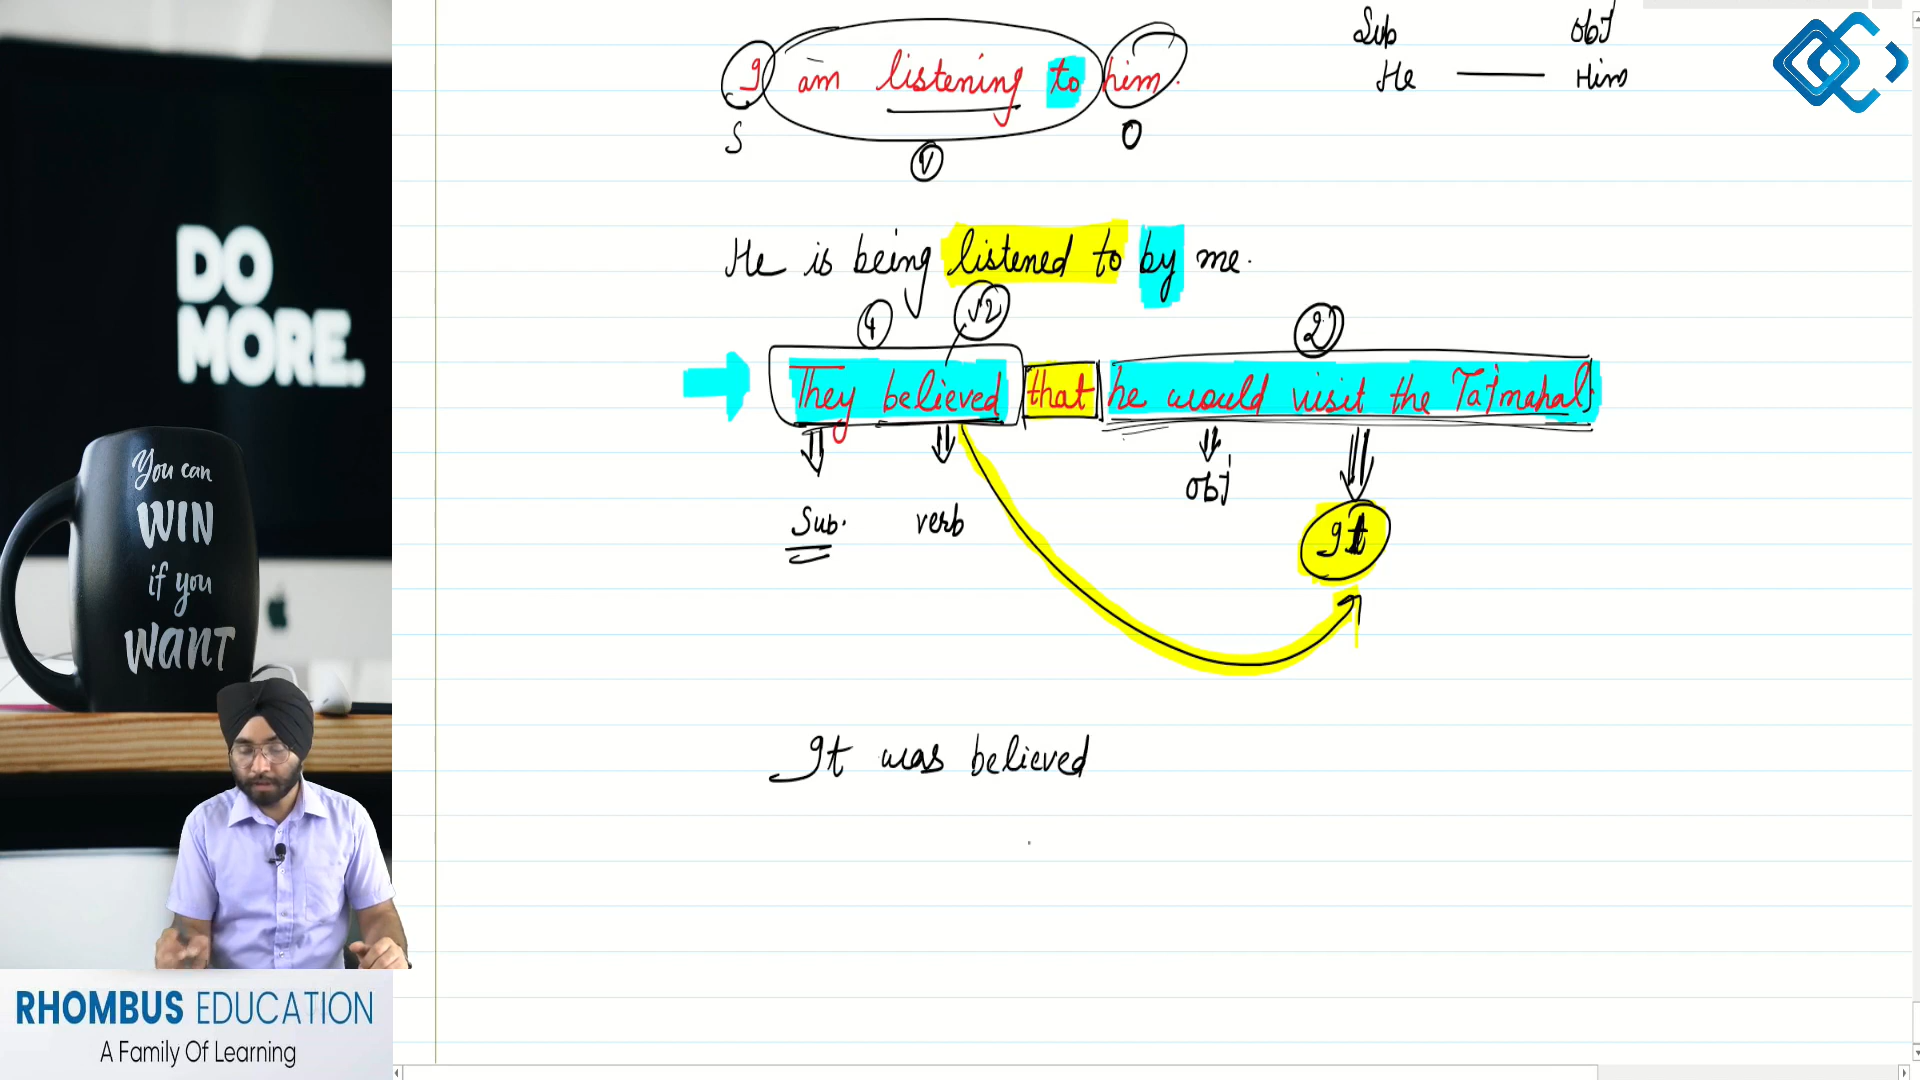 Sub obj
I am listening to him.
He Him
S O
V
He is being listened to by me.
1 V2 2
They believed that he would visit the Tajmahal.
obj
Sub. verb
It
It was believed
DO
MORE.
You can
WIN
if you
WANT
RHOMBUS EDUCATION
A Family Of Learning